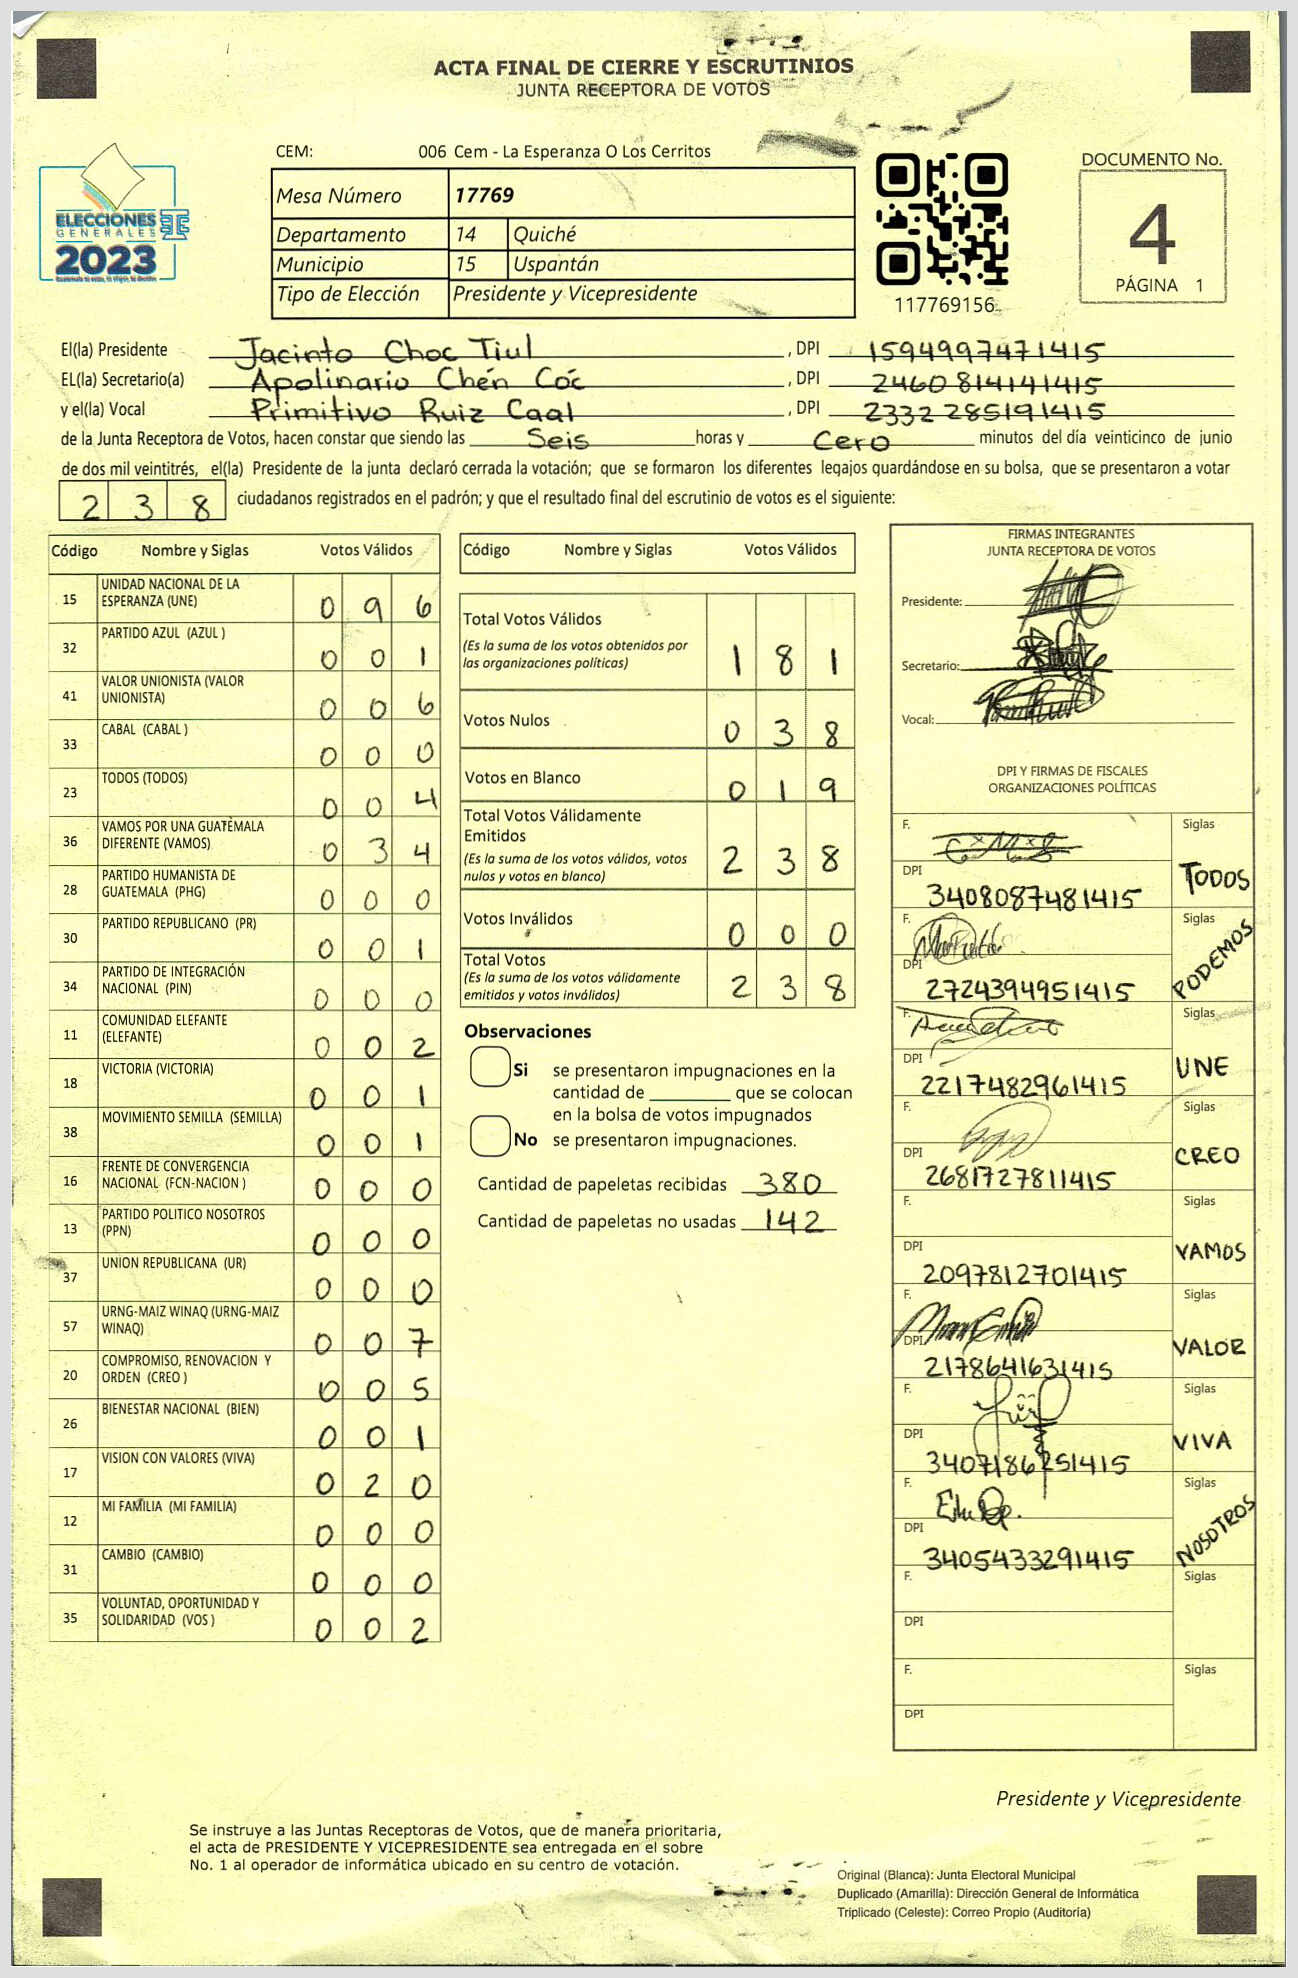 ACTA FINAL DE CIERRE Y ESCRUTINIOS
JUNTA RECEPTORA DE VOTOS
CEM: 006 Cem - La Esperanza O Los Cerritos
Mesa Número 17769
Departamento 14 Quiché
Municipio 15 Uspantán
Tipo de Elección Presidente y Vicepresidente
ELECCIONES
GENERALES
2023
117769156
DOCUMENTO No.
4
PÁGINA 1
El(la) Presidente Jacinto Choc Tiul , DPI 1594997471415
EL(la) Secretario(a) Apolinario Chén Cóc , DPI 2460814141415
y el(la) Vocal Primitivo Ruiz Caal , DPI 2332285191415
de la Junta Receptora de Votos, hacen constar que siendo las Seis horas y Cero minutos del día veinticinco de junio
de dos mil veintitrés, el(la) Presidente de la junta declaró cerrada la votación; que se formaron los diferentes legajos guardándose en su bolsa, que se presentaron a votar
238 ciudadanos registrados en el padrón; y que el resultado final del escrutinio de votos es el siguiente:
Código Nombre y Siglas Votos Válidos
15 UNIDAD NACIONAL DE LA
ESPERANZA (UNE) 0 9 6
32 PARTIDO AZUL (AZUL ) 0 0 1
41 VALOR UNIONISTA (VALOR
UNIONISTA) 0 0 6
33 CABAL (CABAL ) 0 0 0
23 TODOS (TODOS) 0 0 4
36 VAMOS POR UNA GUATEMALA
DIFERENTE (VAMOS) 0 3 4
28 PARTIDO HUMANISTA DE
GUATEMALA (PHG) 0 0 0
30 PARTIDO REPUBLICANO (PR) 0 0 1
34 PARTIDO DE INTEGRACIÓN
NACIONAL (PIN) 0 0 0
11 COMUNIDAD ELEFANTE
(ELEFANTE) 0 0 2
18 VICTORIA (VICTORIA) 0 0 1
38 MOVIMIENTO SEMILLA (SEMILLA) 0 0 1
16 FRENTE DE CONVERGENCIA
NACIONAL (FCN-NACION ) 0 0 0
13 PARTIDO POLITICO NOSOTROS
(PPN) 0 0 0
37 UNION REPUBLICANA (UR) 0 0 0
57 URNG-MAIZ WINAQ (URNG-MAIZ
WINAQ) 0 0 7
20 COMPROMISO, RENOVACION Y
ORDEN (CREO ) 0 0 5
26 BIENESTAR NACIONAL (BIEN) 0 0 1
17 VISION CON VALORES (VIVA) 0 2 0
12 MI FAMILIA (MI FAMILIA) 0 0 0
31 CAMBIO (CAMBIO) 0 0 0
35 VOLUNTAD, OPORTUNIDAD Y
SOLIDARIDAD (VOS ) 0 0 2
Código Nombre y Siglas Votos Válidos
Total Votos Válidos
(Es la suma de los votos obtenidos por
las organizaciones políticas) 1 8 1
Votos Nulos 0 3 8
Votos en Blanco 0 1 9
Total Votos Válidamente
Emitidos
(Es la suma de los votos válidos, votos
nulos y votos en blanco) 2 3 8
Votos Inválidos 0 0 0
Total Votos
(Es la suma de los votos válidamente
emitidos y votos inválidos) 2 3 8
Observaciones
Si se presentaron impugnaciones en la
cantidad de ________ que se colocan
en la bolsa de votos impugnados
No se presentaron impugnaciones.
Cantidad de papeletas recibidas 380
Cantidad de papeletas no usadas 142
FIRMAS INTEGRANTES
JUNTA RECEPTORA DE VOTOS
Presidente:
Secretario:
Vocal:
DPI Y FIRMAS DE FISCALES
ORGANIZACIONES POLÍTICAS
F. Siglas
DPI 3408087481415 TODOS
F. Siglas
DPI 2724394951415 PODEMOS
F. Siglas
DPI 2217482961415 UNE
F. Siglas
DPI 2681727811415 CREO
F. Siglas
DPI 2097812701415 VAMOS
F. Siglas
DPI 2178641631415 VALOR
F. Siglas
DPI 3407186251415 VIVA
F. Siglas
DPI 3405433291415 NOSOTROS
F. Siglas
DPI
F. Siglas
DPI
Presidente y Vicepresidente
Se instruye a las Juntas Receptoras de Votos, que de manera prioritaria,
el acta de PRESIDENTE Y VICEPRESIDENTE sea entregada en el sobre
No. 1 al operador de informática ubicado en su centro de votación.
Original (Blanca): Junta Electoral Municipal
Duplicado (Amarilla): Dirección General de Informática
Triplicado (Celeste): Correo Propio (Auditoría)